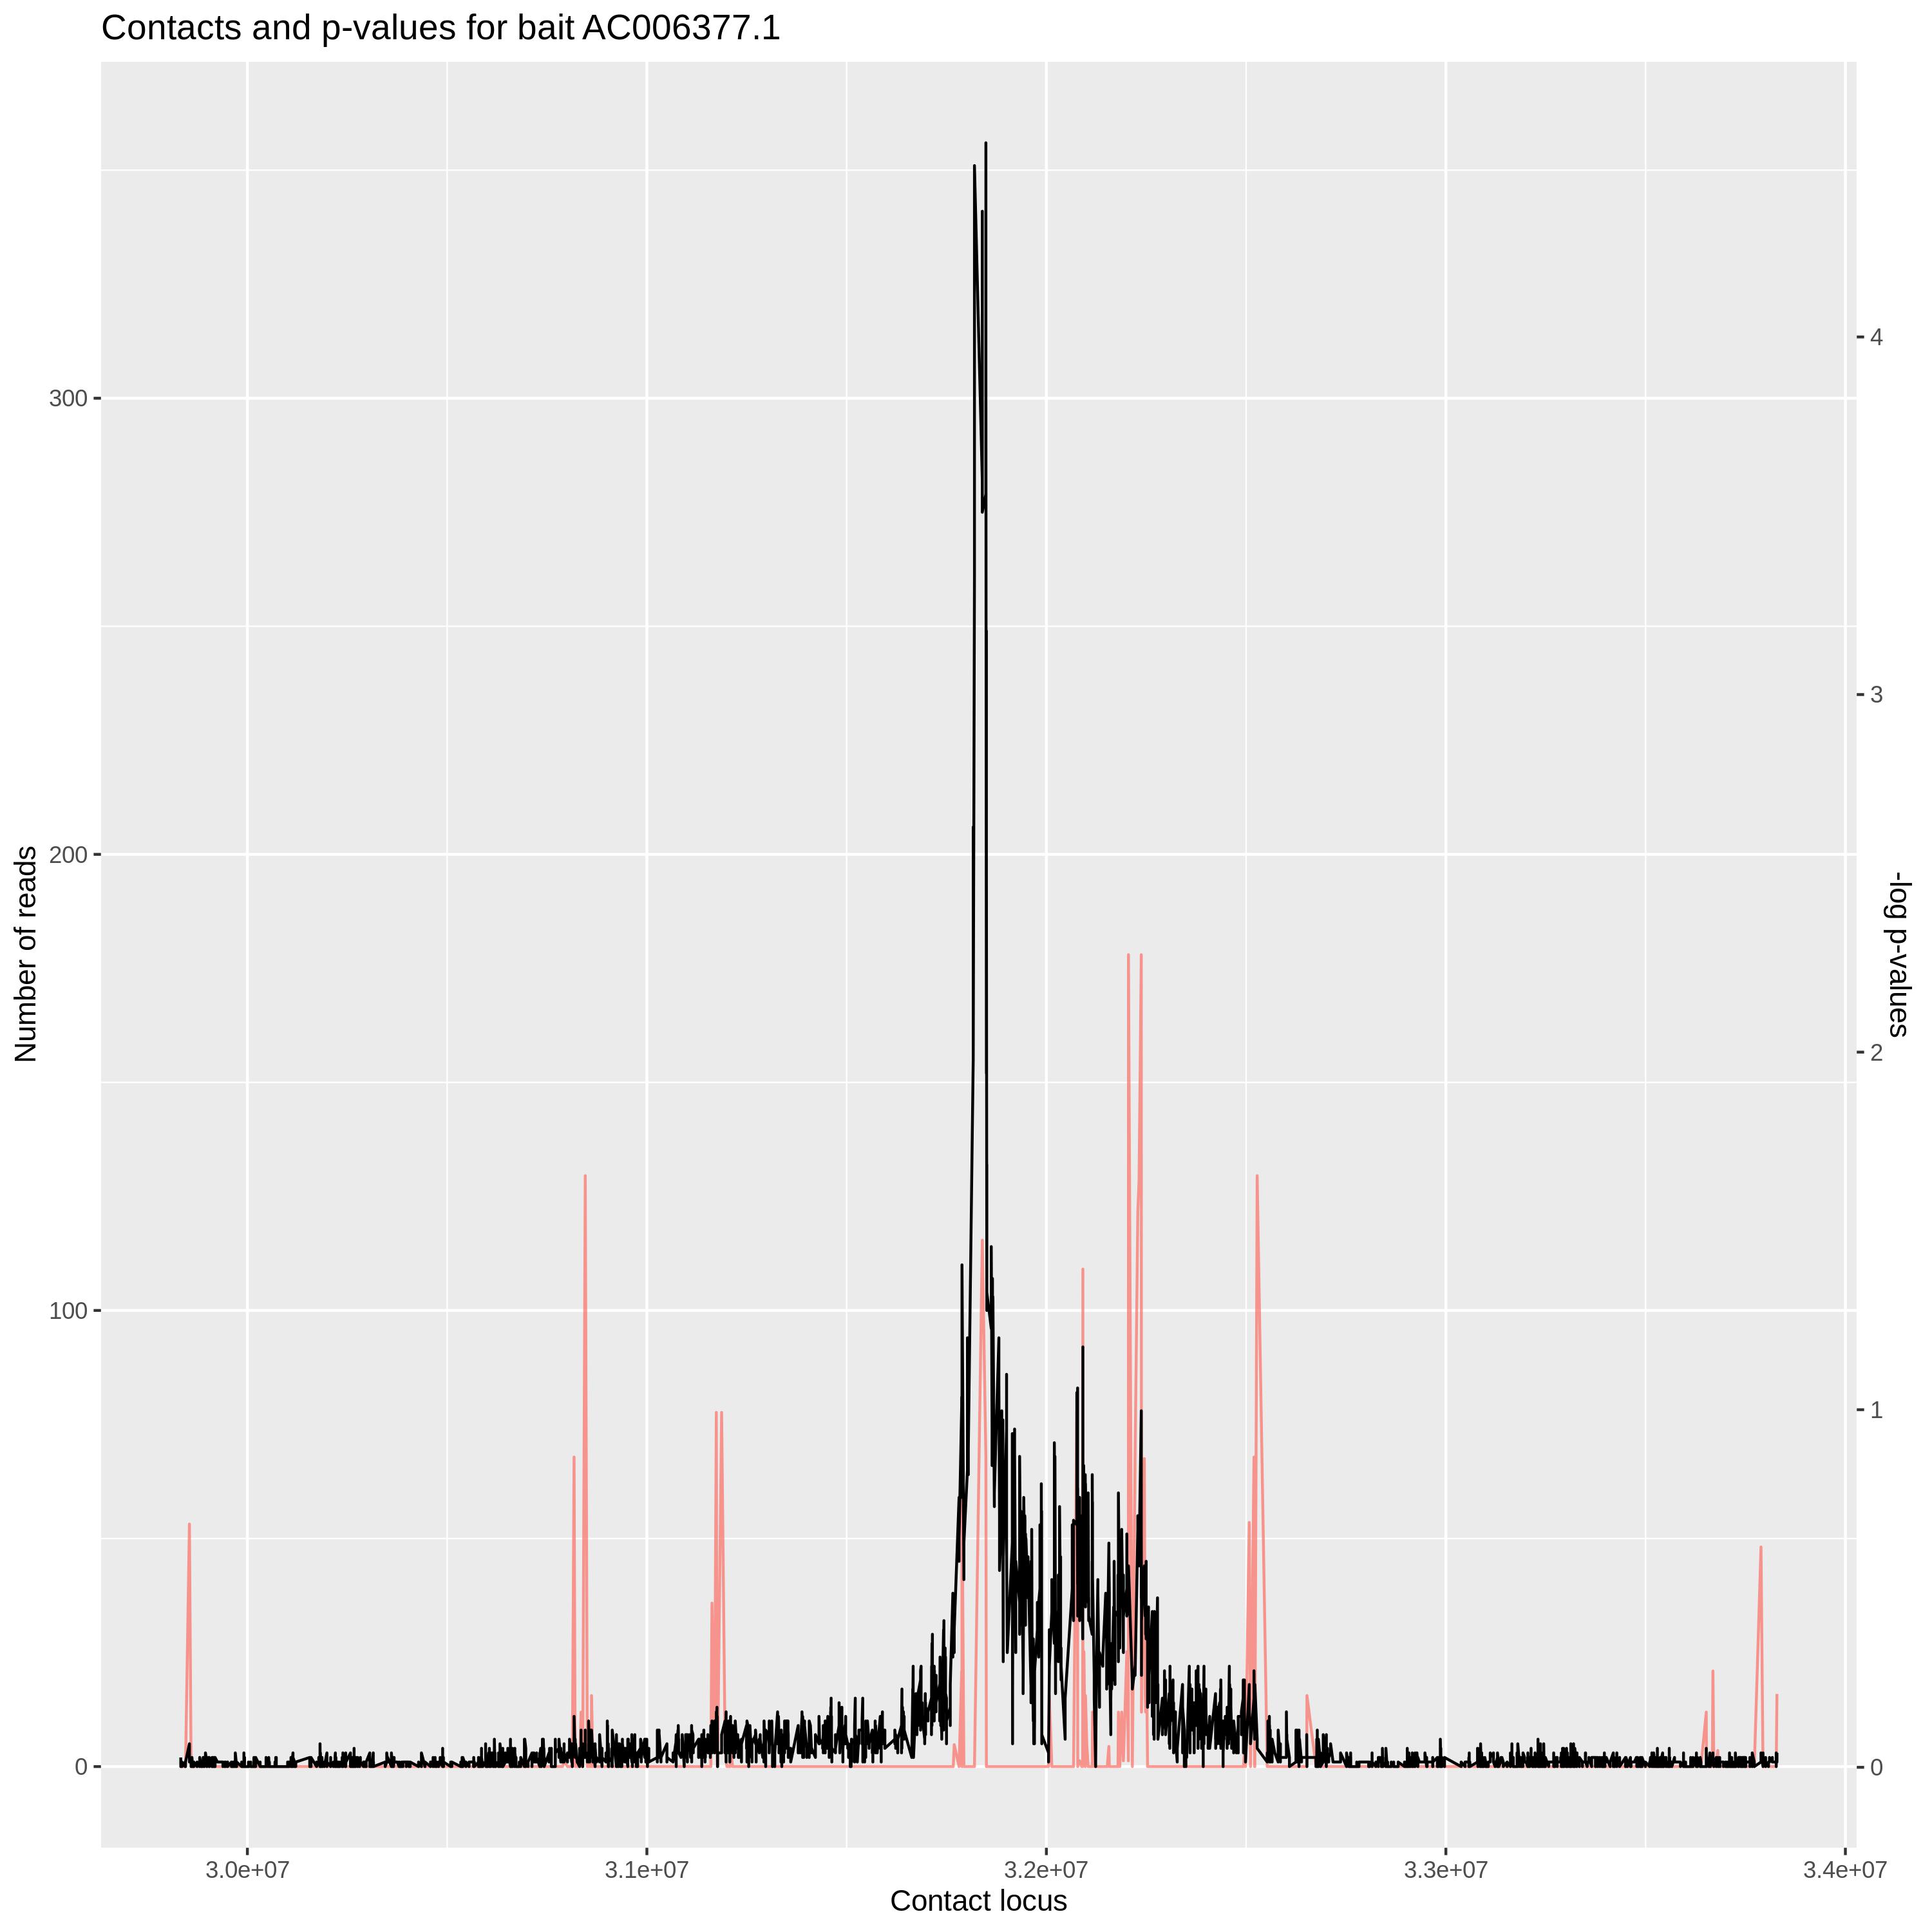 Contacts and p-values for bait AC006377.1
300
200
100
0
Number of reads
4
3
2
1
0
-log p-values
3.0e+07
3.1e+07
3.2e+07
3.3e+07
3.4e+07
Contact locus